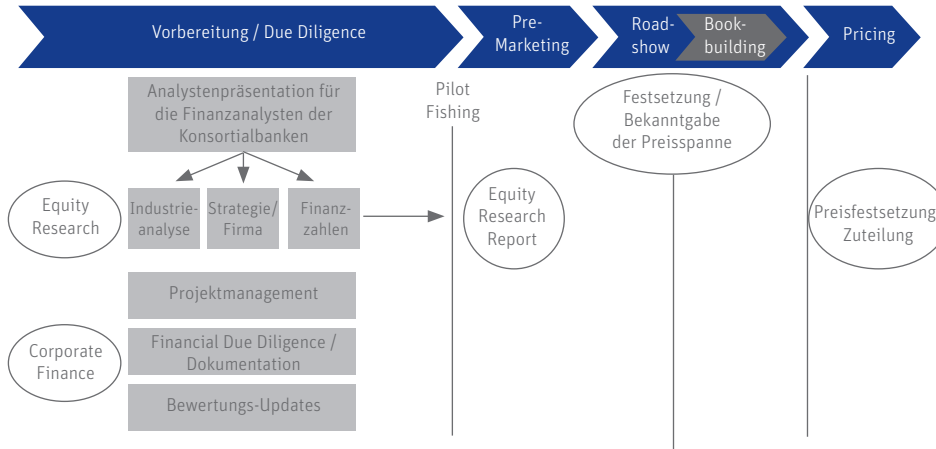 Vorbereitung / Due Diligence
Pre-
Marketing
Road-
show
Book-
building
Pricing
Analystenpräsentation für
die Finanzanalysten der
Konsortialbanken
Pilot
Fishing
Festsetzung /
Bekanntgabe
der Preisspanne
Equity
Research
Industrie-
analyse
Strategie/
Firma
Finanz-
zahlen
Equity
Research
Report
Preisfestsetzung
Zuteilung
Projektmanagement
Corporate
Finance
Financial Due Diligence /
Dokumentation
Bewertungs-Updates